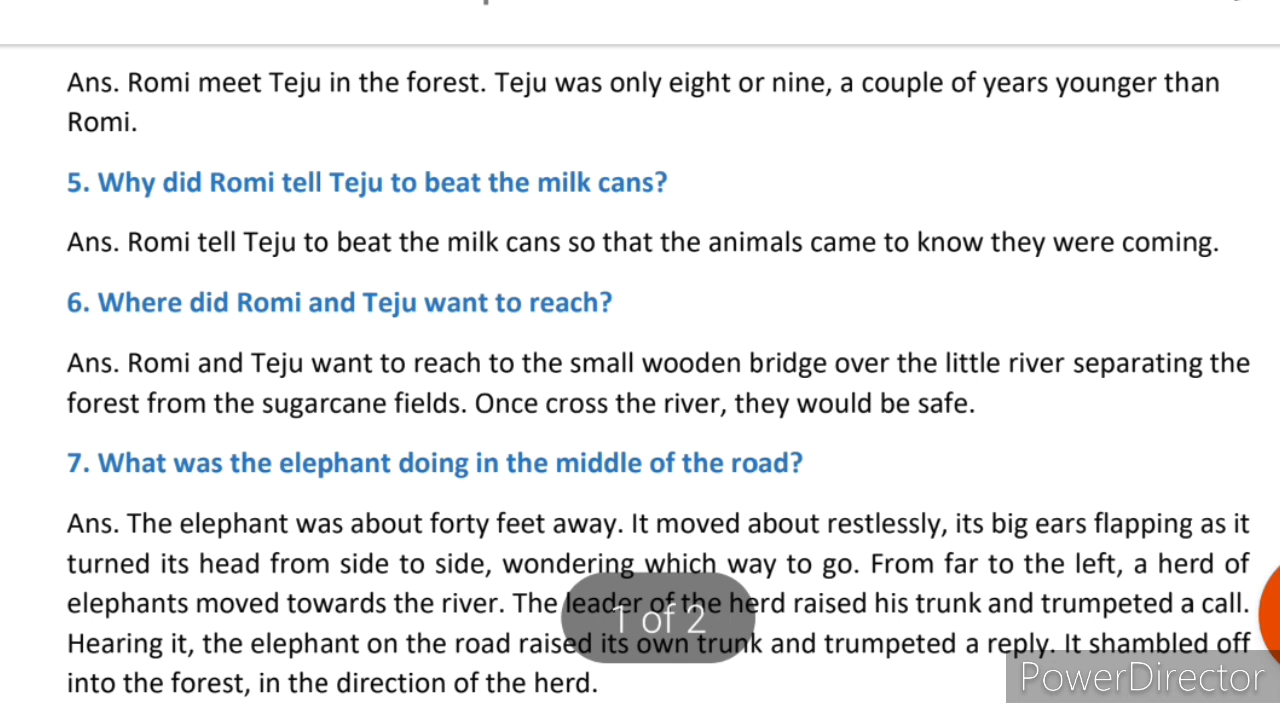 Ans. Romi meet Teju in the forest. Teju was only eight or nine, a couple of years younger than
Romi.
5. Why did Romi tell Teju to beat the milk cans?
Ans. Romi tell Teju to beat the milk cans so that the animals came to know they were coming.
6. Where did Romi and Teju want to reach?
Ans. Romi and Teju want to reach to the small wooden bridge over the little river separating the
forest from the sugarcane fields. Once cross the river, they would be safe.
7. What was the elephant doing in the middle of the road?
Ans. The elephant was about forty feet away. It moved about restlessly, its big ears flapping as it
turned its head from side to side, wondering which way to go. From far to the left, a herd of
elephants moved towards the river. The leader of the herd raised his trunk and trumpeted a call.
1 of 2
Hearing it, the elephant on the road raised its own trunk and trumpeted a reply. It shambled off
into the forest, in the direction of the herd.
PowerDirector